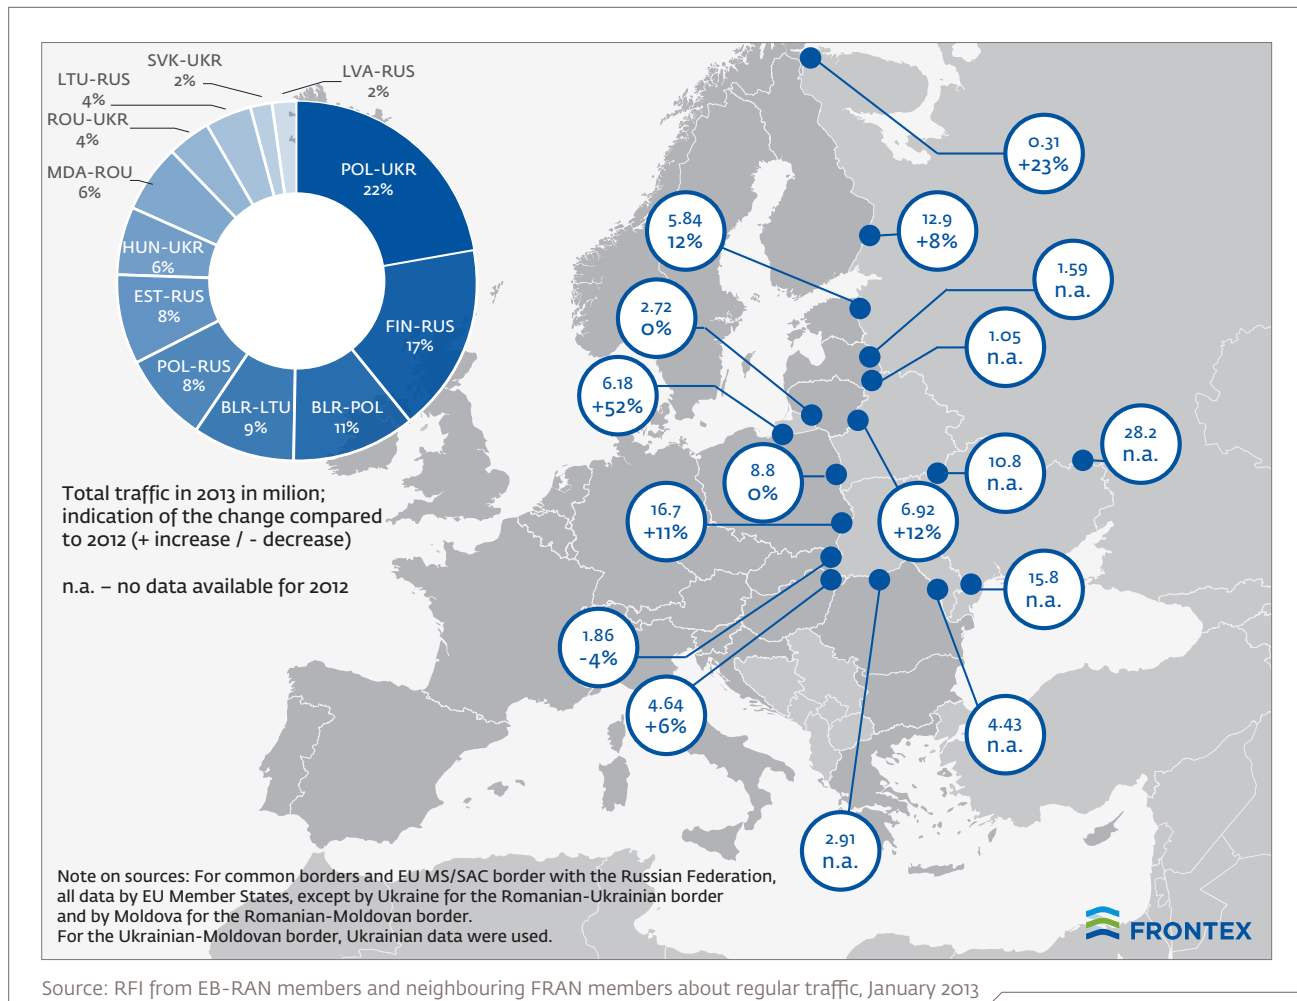 SVK-UKR
2%
LVA-RUS
2%
LTU-RUS
4%
ROU-UKR
4%
MDA-ROU
6%
POL-UKR
22%
HUN-UKR
6%
EST-RUS
8%
FIN-RUS
17%
POL-RUS
8%
BLR-LTU
9%
BLR-POL
11%
0.31
+23%
5.84
12%
12.9
+8%
1.59
n.a.
2.72
0%
1.05
n.a.
6.18
+52%
28.2
n.a.
8.8
0%
10.8
n.a.
16.7
+11%
6.92
+12%
15.8
n.a.
1.86
-4%
4.64
+6%
4.43
n.a.
2.91
n.a.
Total traffic in 2013 in milion;
indication of the change compared
to 2012 (+ increase / - decrease)
n.a. – no data available for 2012
Note on sources: For common borders and EU MS/SAC border with the Russian Federation,
all data by EU Member States, except by Ukraine for the Romanian-Ukrainian border
and by Moldova for the Romanian-Moldovan border.
For the Ukrainian-Moldovan border, Ukrainian data were used.
FRONTEX
Source: RFI from EB-RAN members and neighbouring FRAN members about regular traffic, January 2013